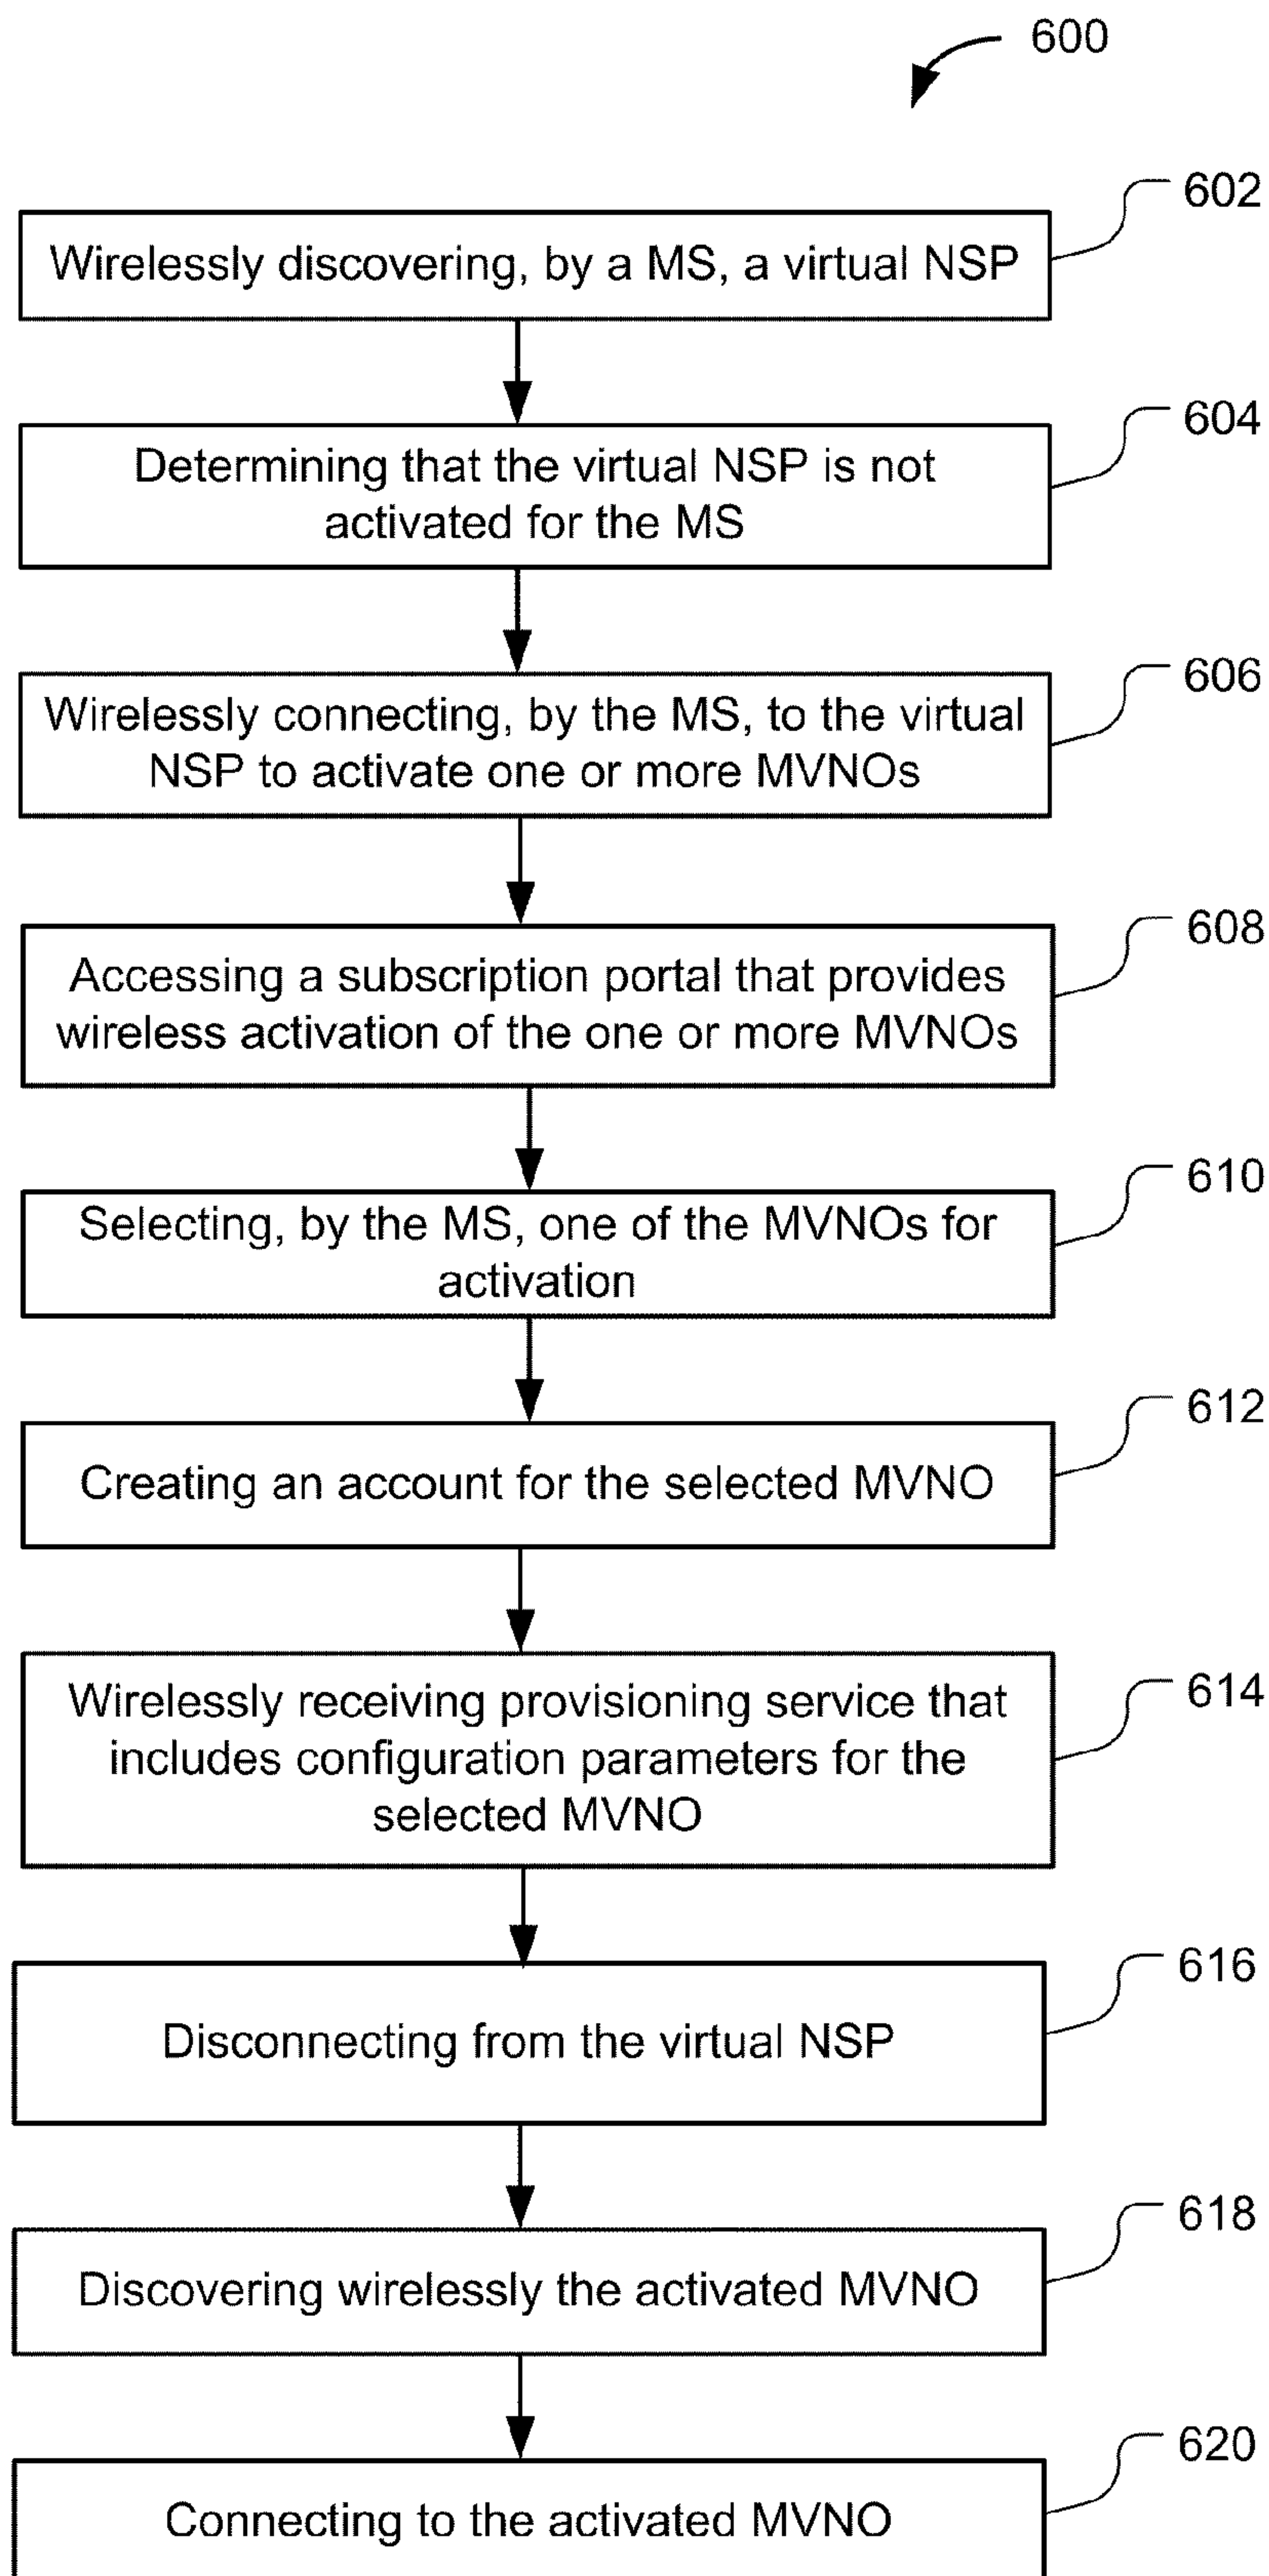 600
602
Wirelessly discovering, by a MS, a virtual NSP
604
Determining that the virtual NSP is not
activated for the MS
606
Wirelessly connecting, by the MS, to the virtual
NSP to activate one or more MVNOs
608
Accessing a subscription portal that provides
wireless activation of the one or more MVNOs
610
Selecting, by the MS, one of the MVNOs for
activation
612
Creating an account for the selected MVNO
614
Wirelessly receiving provisioning service that
includes configuration parameters for the
selected MVNO
616
Disconnecting from the virtual NSP
618
Discovering wirelessly the activated MVNO
620
Connecting to the activated MVNO